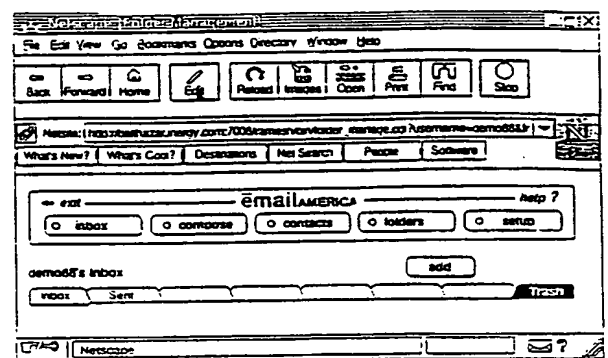 Netscape
File Edit View Go Bookmarks Options Directory Window Help
Back Forward Home Edit Reload Images Open Print Find Stop
What's New? What's Cool? Destinations Net Search People Software
exit emailAMERICA help ?
inbox compose contacts folders setup
demo68's Inbox add
Inbox Sent Trash
Netscape ?